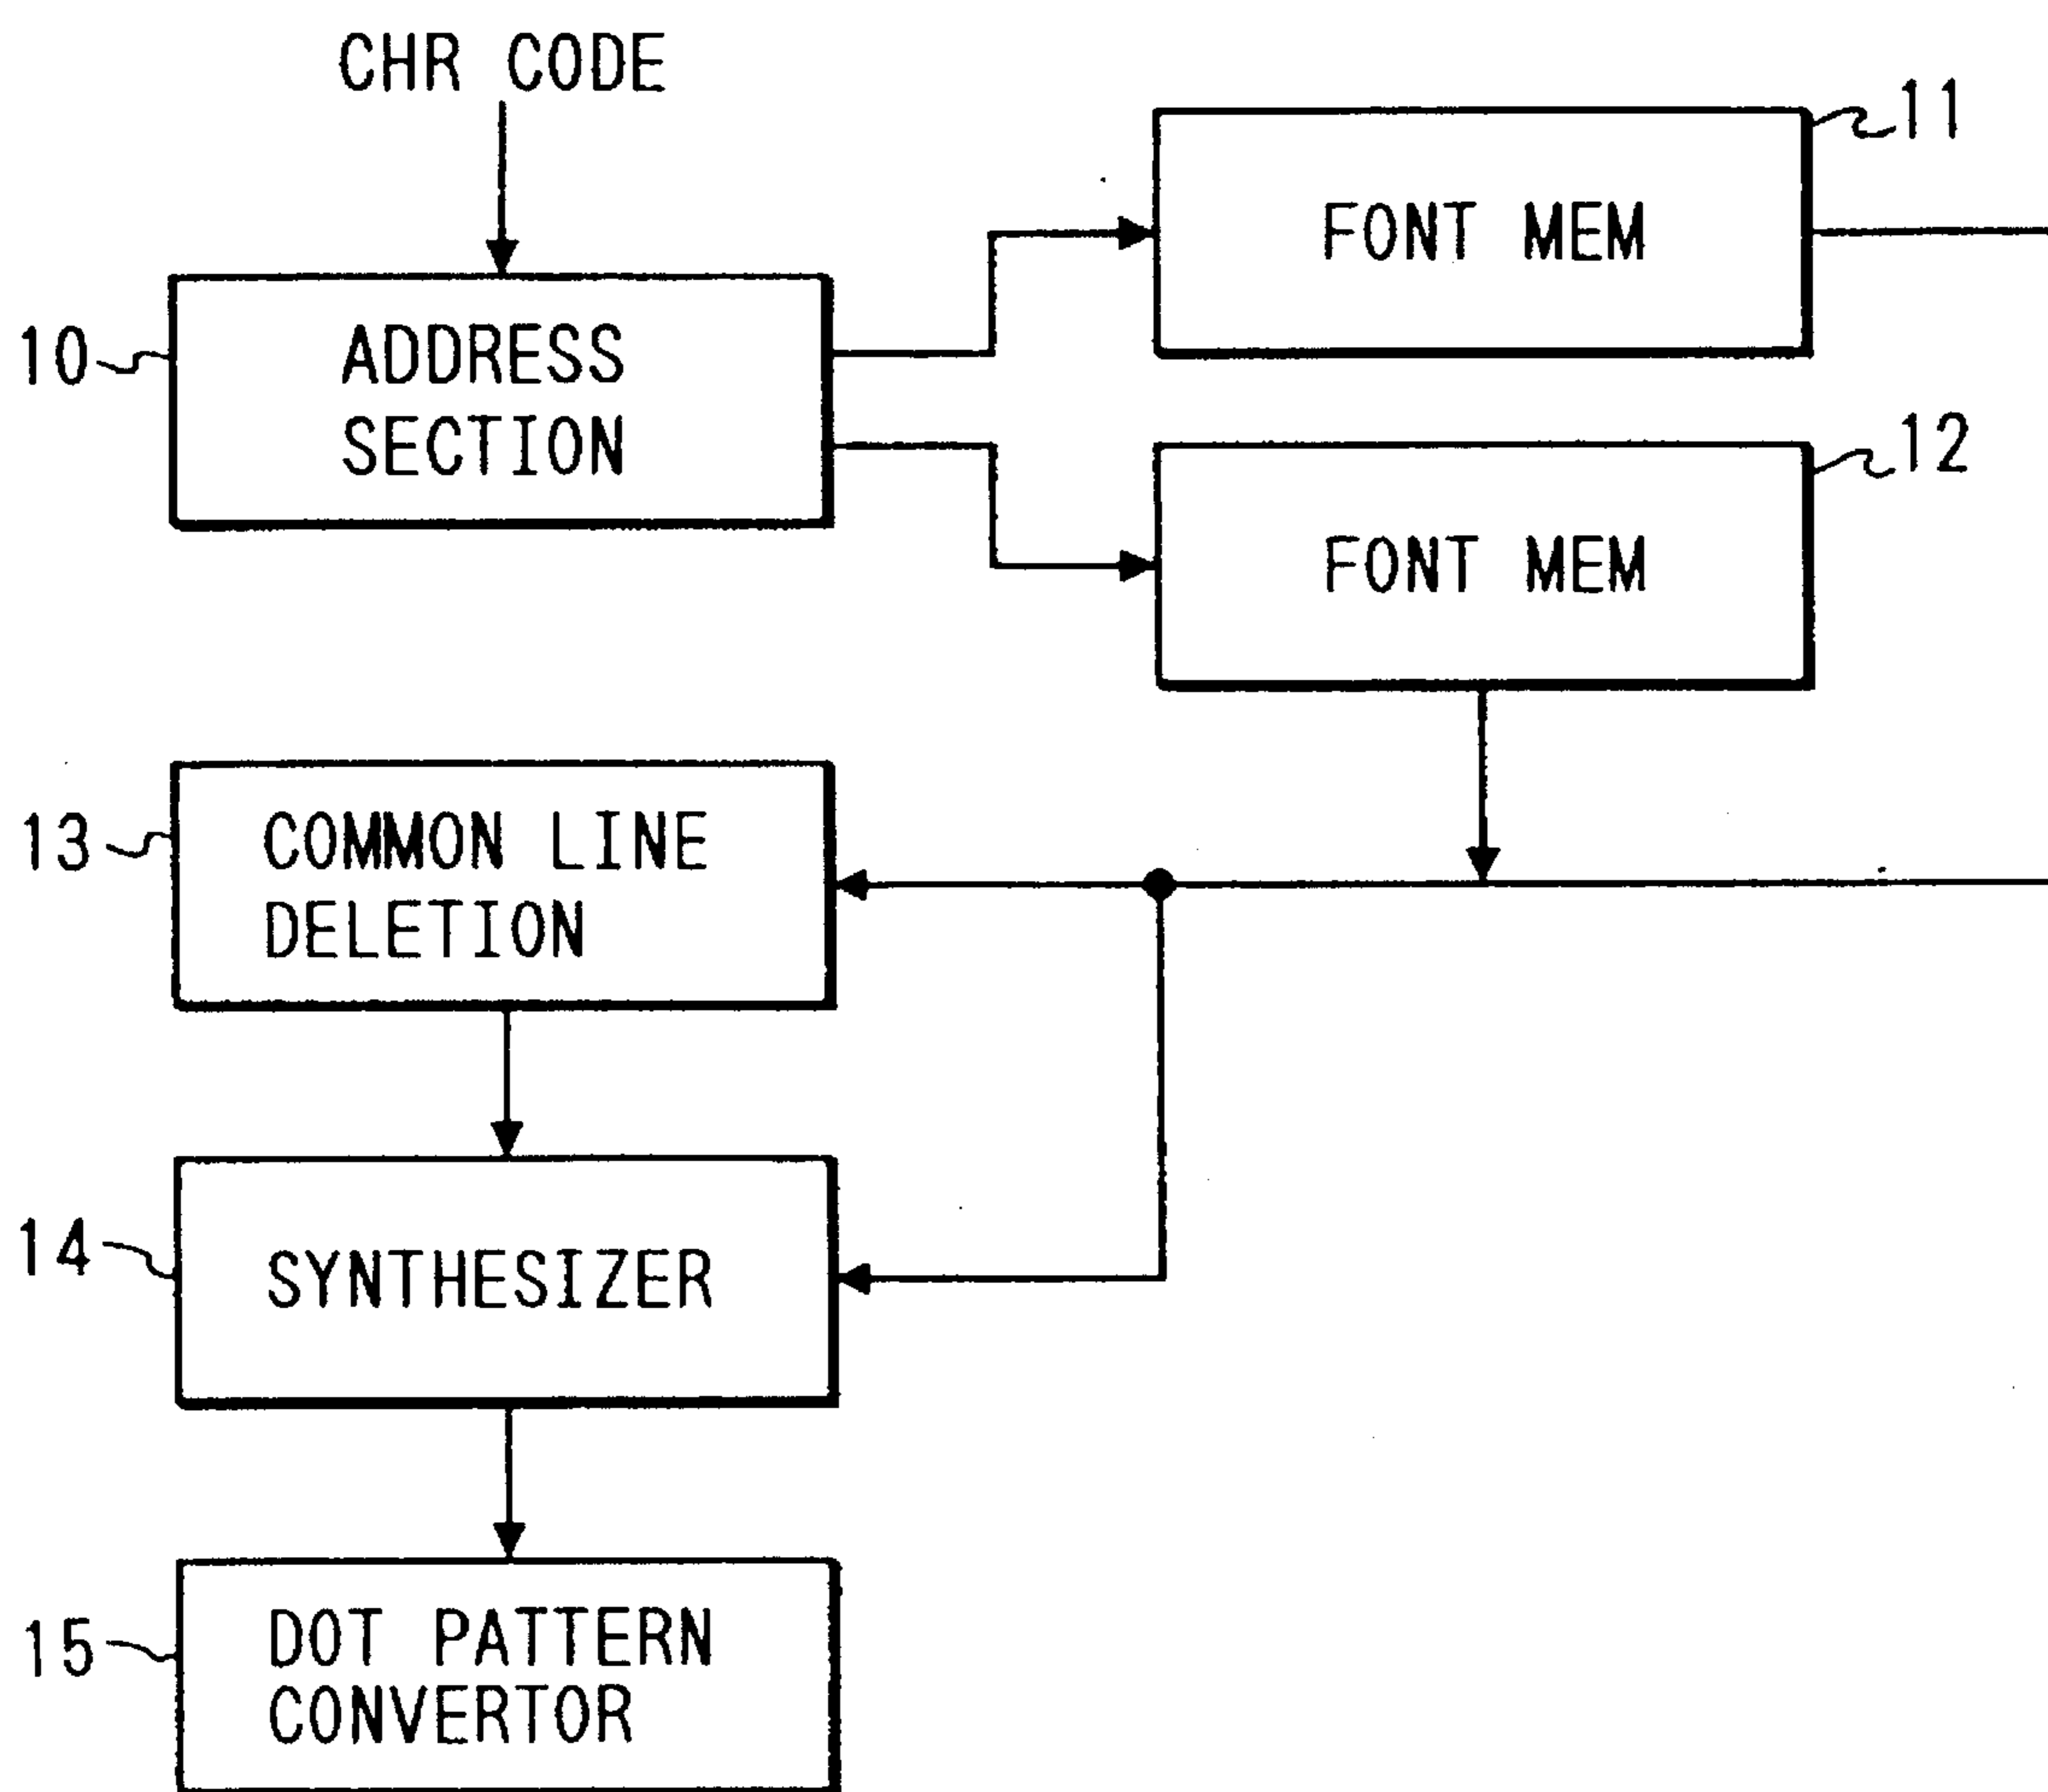 CHR CODE
11
FONT MEM
10
ADDRESS
SECTION
12
FONT MEM
13
COMMON LINE
DELETION
14
SYNTHESIZER
15
DOT PATTERN
CONVERTOR